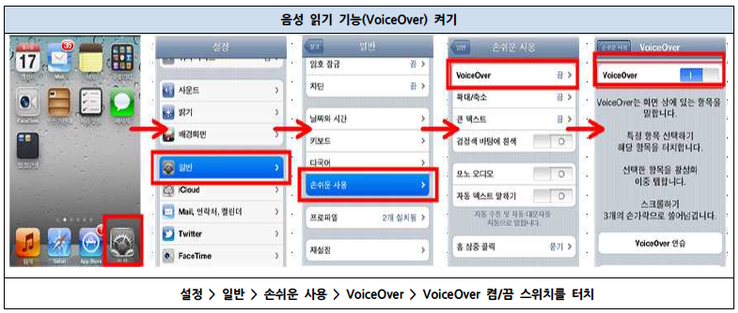 음성 읽기 기능(VoiceOver) 켜기
17
Mail
설정
사운드
밝기
배경화면
일반
iCloud
Mail, 연락처, 캘린더
Twitter
FaceTime
설정
일반
암호 잠금
끔
차단
끔
날짜와 시간
키보드
다국어
손쉬운 사용
프로파일
2개 설치됨
재설정
일반
손쉬운 사용
VoiceOver
끔
확대/축소
끔
큰 텍스트
끔
검정색 바탕에 흰색
모노 오디오
자동 텍스트 말하기
자동 수정 및 자동 대문자를
자동으로 말합니다.
홈 삼중 클릭
묻기
손쉬운 사용
VoiceOver
VoiceOver
VoiceOver는 화면 상에 있는 항목을
말합니다.
특정 항목 선택하기
해당 항목을 터치합니다.
선택한 항목을 활성화
이중 탭합니다.
스크롤하기
3개의 손가락으로 쓸어넘깁니다.
VoiceOver 연습
설정 > 일반 > 손쉬운 사용 > VoiceOver > VoiceOver 켬/끔 스위치를 터치